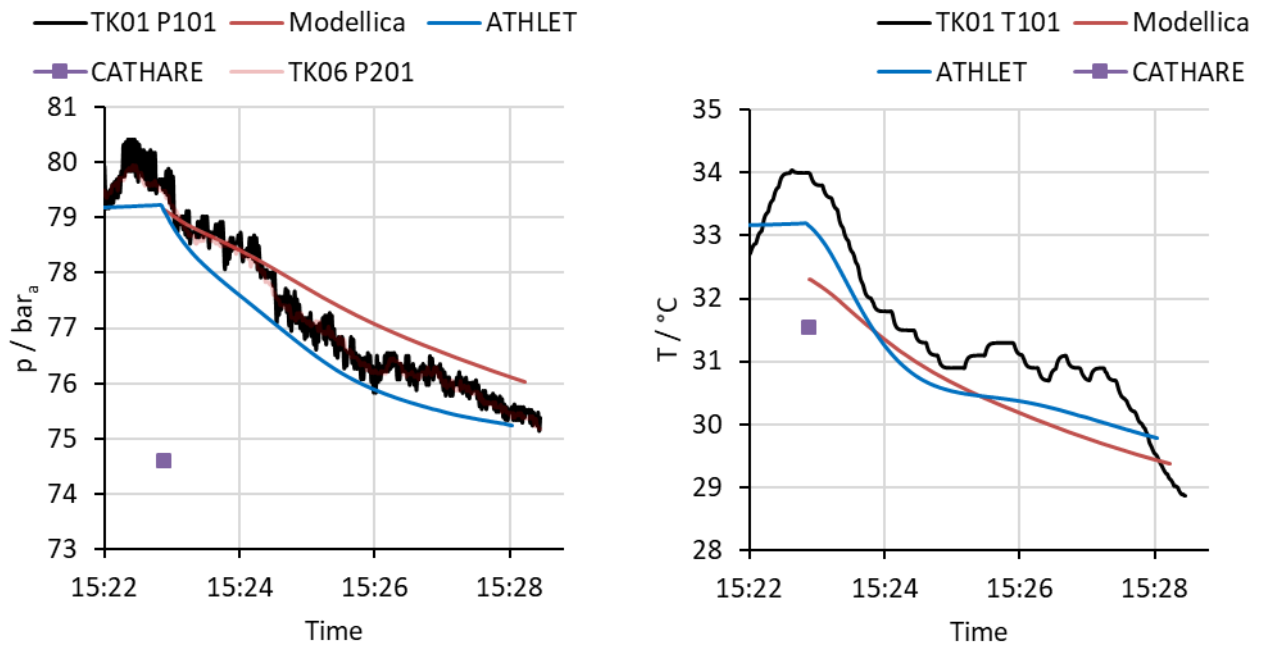 TK01 P101 Modellica ATHLET
CATHARE TK06 P201
81
80
79
78
77
76
75
74
73
p / barₐ
15:22 15:24 15:26 15:28
Time
TK01 T101 Modellica
ATHLET CATHARE
35
34
33
32
31
30
29
28
T / °C
15:22 15:24 15:26 15:28
Time